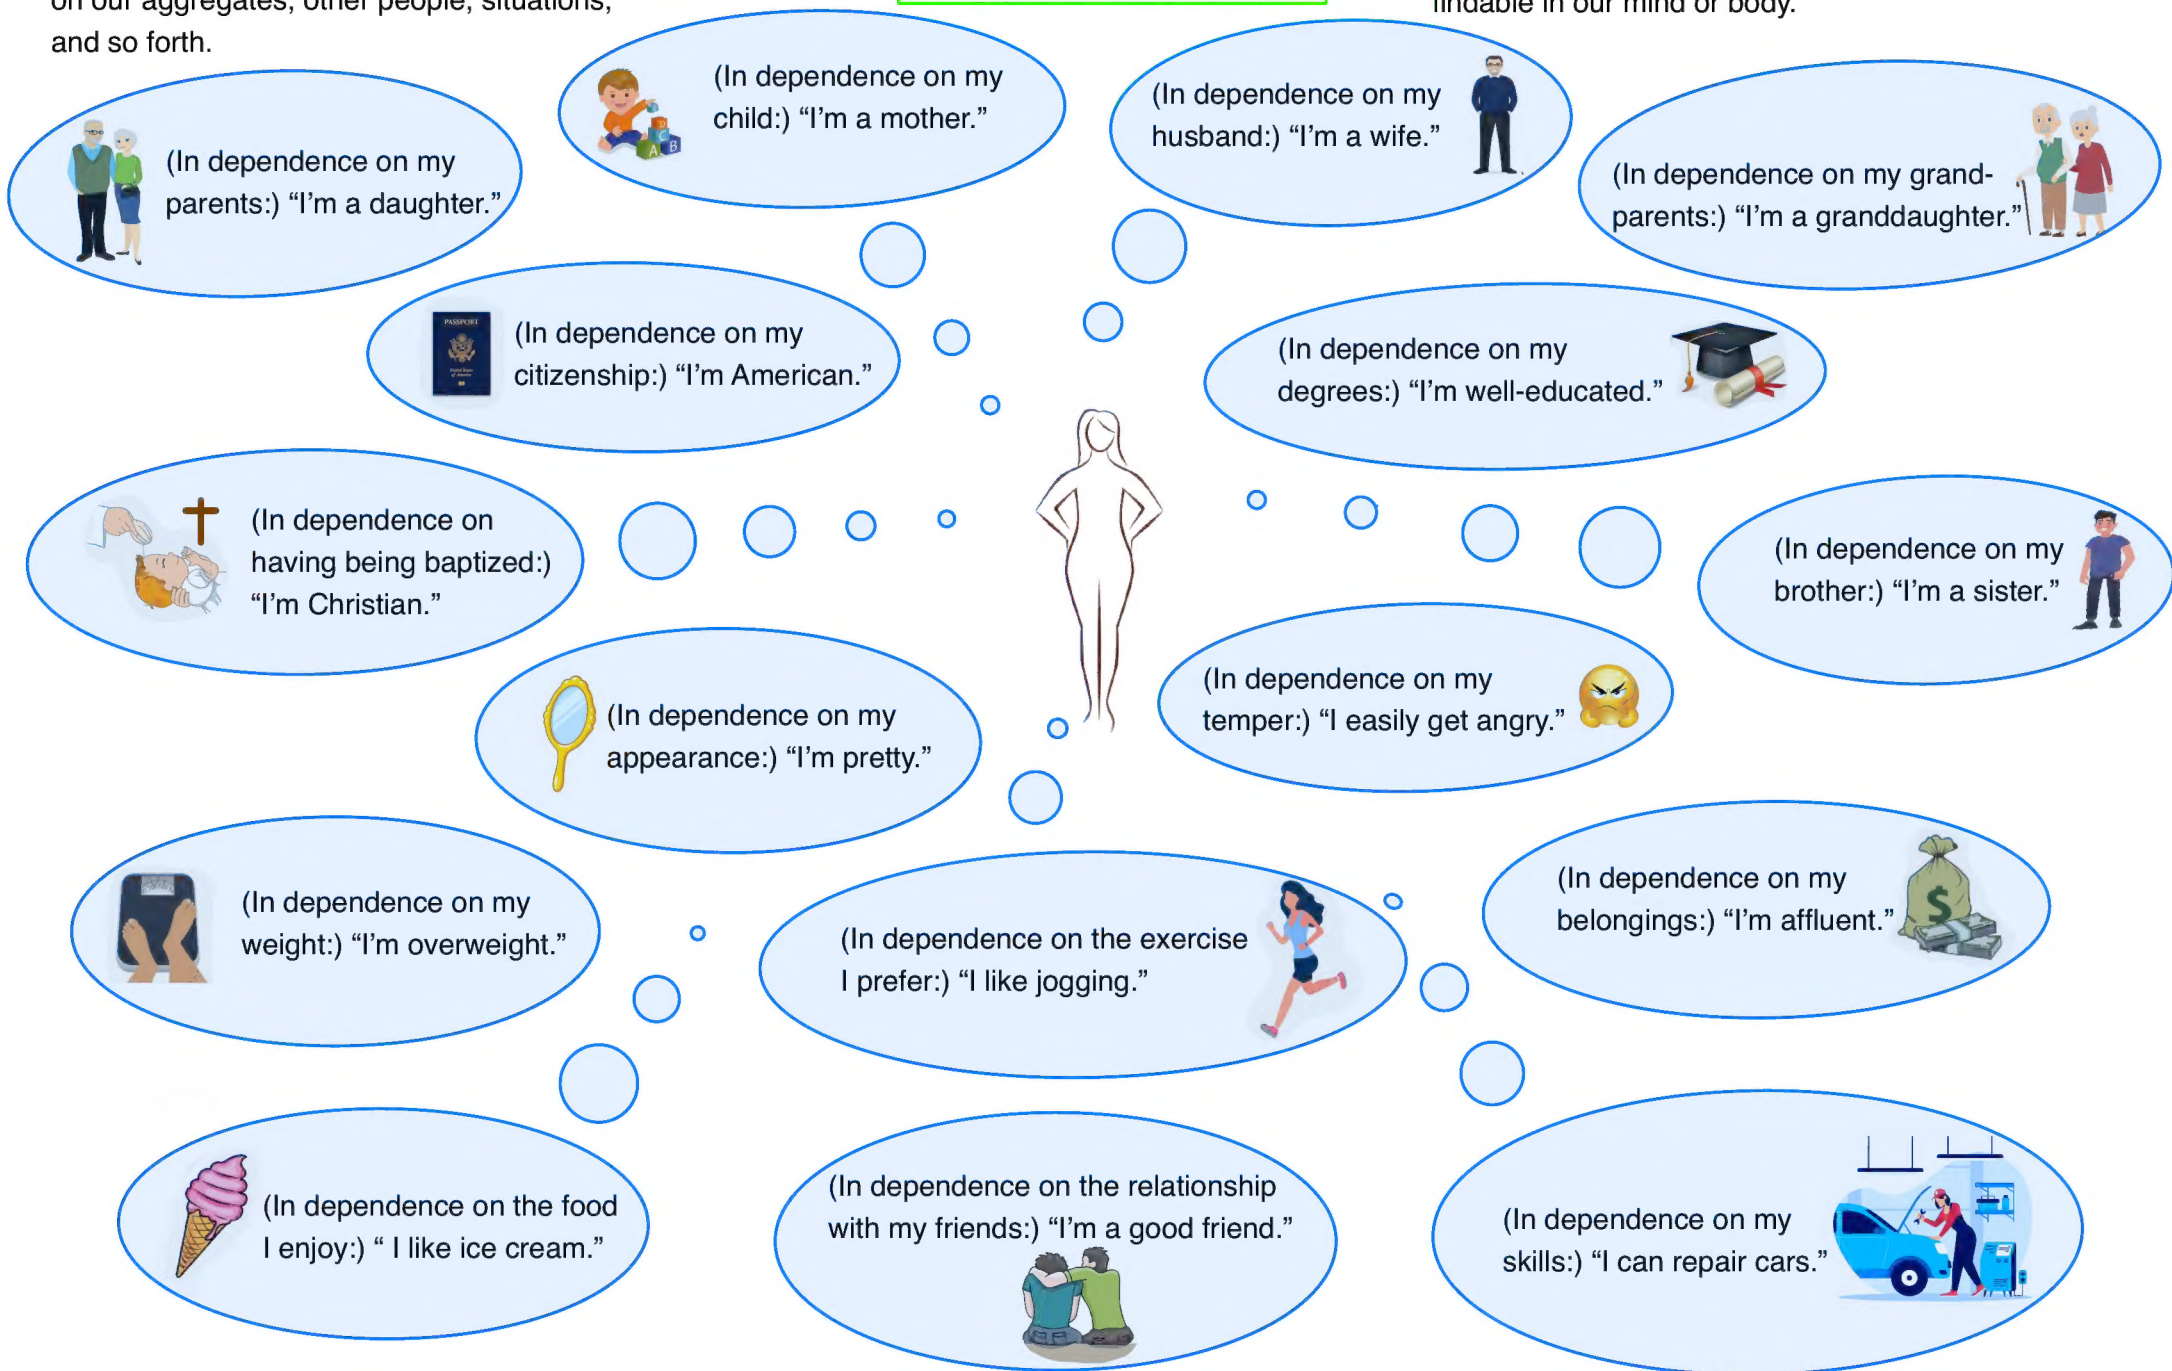 on our aggregates, other people, situations,
and so forth.
findable in our mind or body.
(In dependence on my
child:) “I’m a mother.”
(In dependence on my
husband:) “I’m a wife.”
(In dependence on my
parents:) “I’m a daughter.”
(In dependence on my grand-
parents:) “I’m a granddaughter.”
PASSPORT
United States
of America
(In dependence on my
citizenship:) “I’m American.”
(In dependence on my
degrees:) “I’m well-educated.”
(In dependence on
having being baptized:)
“I’m Christian.”
(In dependence on my
brother:) “I’m a sister.”
(In dependence on my
appearance:) “I’m pretty.”
(In dependence on my
temper:) “I easily get angry.”
(In dependence on my
weight:) “I’m overweight.”
(In dependence on the exercise
I prefer:) “I like jogging.”
(In dependence on my
belongings:) “I’m affluent.”
$
(In dependence on the food
I enjoy:) “ I like ice cream.”
(In dependence on the relationship
with my friends:) “I’m a good friend.”
(In dependence on my
skills:) “I can repair cars.”
D
C
A B